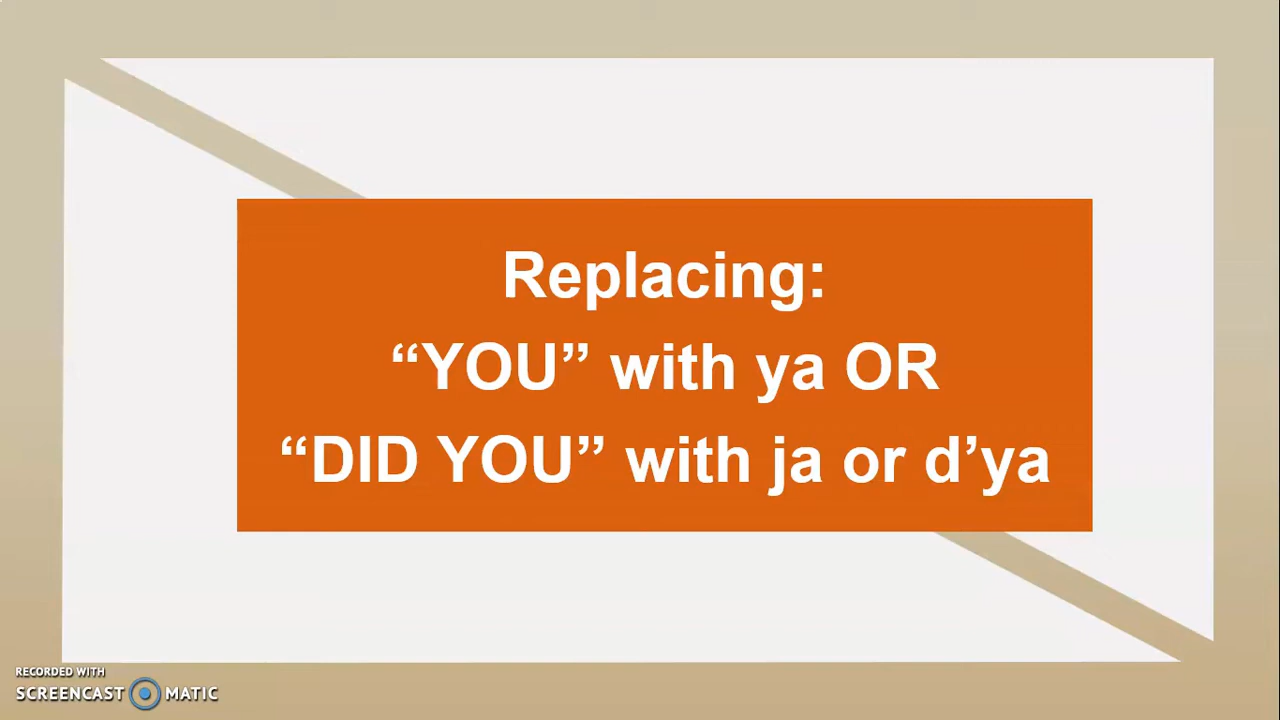 Replacing:
“YOU” with ya OR
“DID YOU” with ja or d’ya
RECORDED WITH
SCREENCAST MATIC